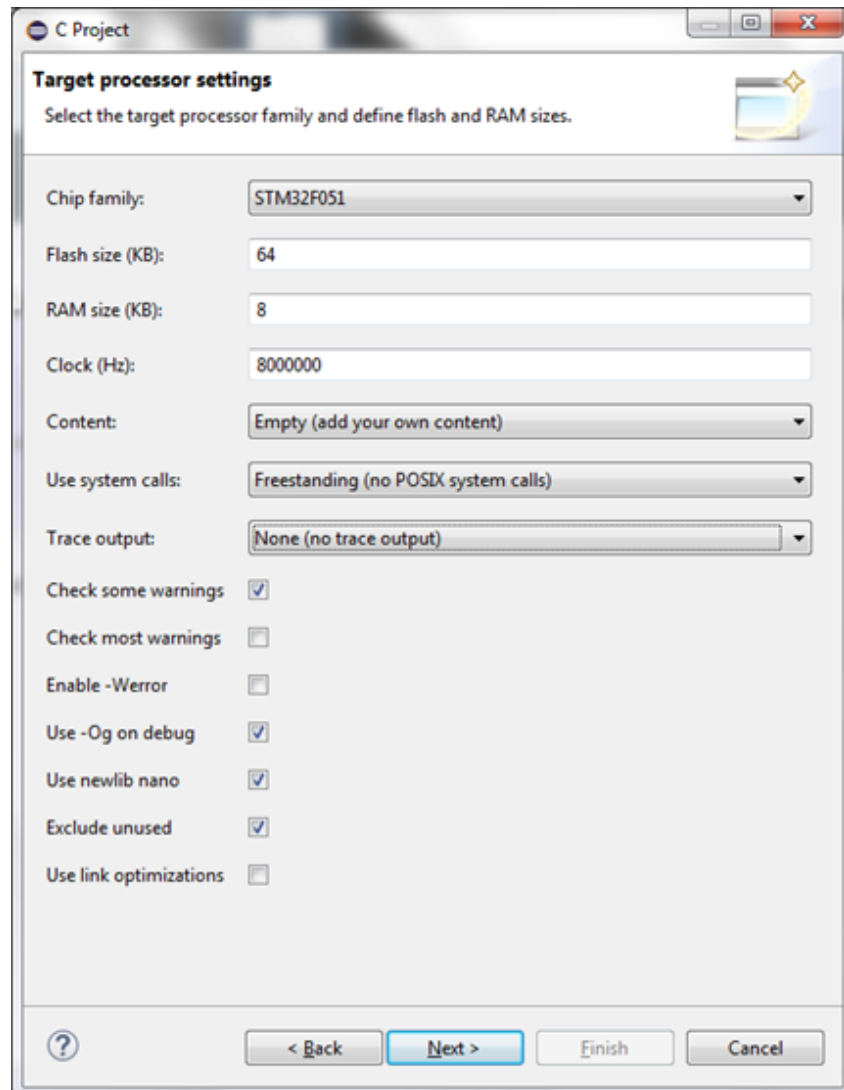 C Project
Target processor settings
Select the target processor family and define flash and RAM sizes.
Chip family: STM32F051
Flash size (KB): 64
RAM size (KB): 8
Clock (Hz): 8000000
Content: Empty (add your own content)
Use system calls: Freestanding (no POSIX system calls)
Trace output: None (no trace output)
Check some warnings
Check most warnings
Enable -Werror
Use -Og on debug
Use newlib nano
Exclude unused
Use link optimizations
? < Back Next > Finish Cancel